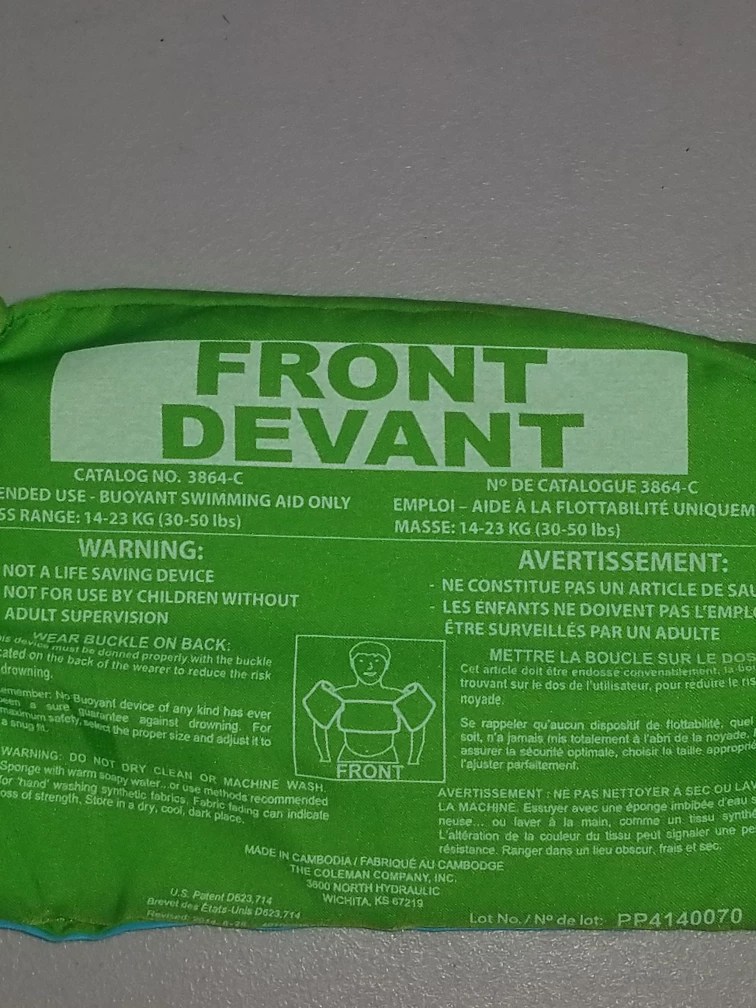 FRONT
DEVANT
CATALOG NO. 3864-C
ENDED USE - BUOYANT SWIMMING AID ONLY
SS RANGE: 14-23 KG (30-50 lbs)
WARNING:
NOT A LIFE SAVING DEVICE
NOT FOR USE BY CHILDREN WITHOUT
ADULT SUPERVISION
WEAR BUCKLE ON BACK:
his device must be donned properly with the buckle
cated on the back of the wearer to reduce the risk
drowning.
emember: No Buoyant device of any kind has ever
been a sure guarantee against drowning. For
maximum safety, select the proper size and adjust it to
a snug fit.
WARNING: DO NOT DRY CLEAN OR MACHINE WASH.
Sponge with warm soapy water...or use methods recommended
for 'hand' washing synthetic fabrics. Fabric fading can indicate
oss of strength. Store in a dry, cool, dark place.
FRONT
Nº DE CATALOGUE 3864-C
EMPLOI – AIDE À LA FLOTTABILITÉ UNIQUEM
MASSE: 14-23 KG (30-50 lbs)
AVERTISSEMENT:
- NE CONSTITUE PAS UN ARTICLE DE SAU
- LES ENFANTS NE DOIVENT PAS L'EMPLO
ÊTRE SURVEILLÉS PAR UN ADULTE
METTRE LA BOUCLE SUR LE DOS
Cet article doit être endossé convenablement, la bou
trouvant sur le dos de l'utilisateur, pour réduire le ris
noyade.
Se rappeler qu'aucun dispositif de flottabilité, quel
soit, n'a jamais mis totalement à l'abri de la noyade.
assurer la sécurité optimale, choisir la taille approprié
l'ajuster parfaitement.
AVERTISSEMENT : NE PAS NETTOYER À SEC OU LAV
LA MACHINE. Essuyer avec une éponge imbibée d'eau
neuse... ou laver à la main, comme un tissu synthé
L'altération de la couleur du tissu peut signaler une pe
résistance. Ranger dans un lieu obscur, frais et sec.
MADE IN CAMBODIA / FABRIQUÉ AU CAMBODGE
THE COLEMAN COMPANY, INC.
3600 NORTH HYDRAULIC
WICHITA, KS 67219
U.S. Patent D623,714
Brevet des États-Unis D623,714
Lot No. / Nº de lot: PP4140070